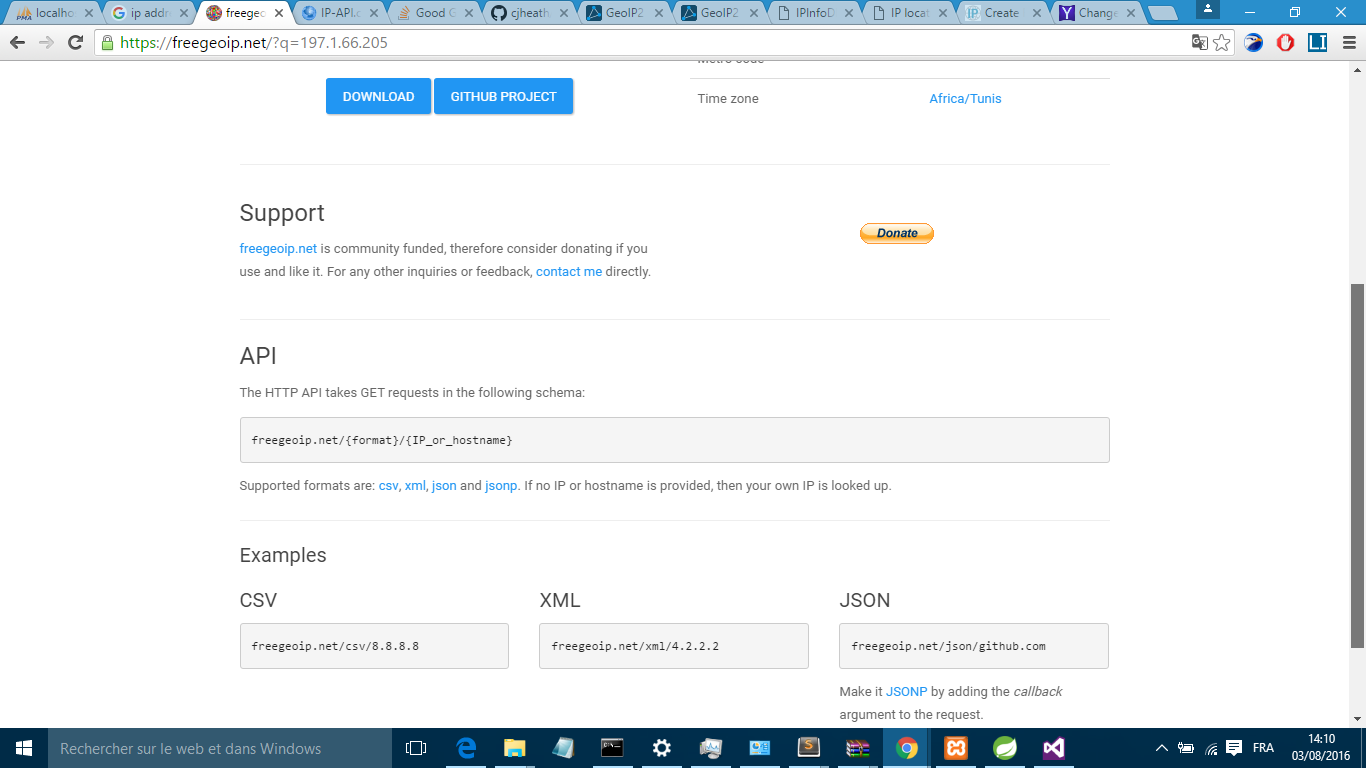 localho
ip addre
freegeo
IP-API.c
Good G
cjheath
GeoIP2
GeoIP2
IPInfoD
IP locat
Create
Change
https://freegeoip.net/?q=197.1.66.205
Metro code
DOWNLOAD GITHUB PROJECT
Time zone Africa/Tunis
Support
freegeoip.net is community funded, therefore consider donating if you
use and like it. For any other inquiries or feedback, contact me directly.
Donate
API
The HTTP API takes GET requests in the following schema:
freegeoip.net/{format}/{IP_or_hostname}
Supported formats are: csv, xml, json and jsonp. If no IP or hostname is provided, then your own IP is looked up.
Examples
CSV
freegeoip.net/csv/8.8.8.8
XML
freegeoip.net/xml/4.2.2.2
JSON
freegeoip.net/json/github.com
Make it JSONP by adding the callback
argument to the request.
Rechercher sur le web et dans Windows
FRA
14:10
03/08/2016